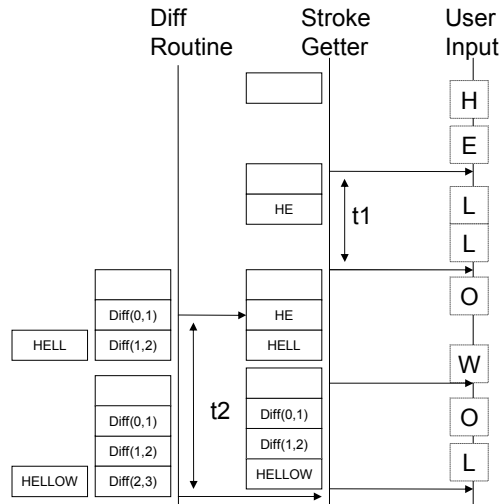 Diff Routine
Stroke Getter
User Input
H
E
HE
t1
L
L
Diff(0,1)
HE
O
HELL
Diff(1,2)
HELL
W
t2
Diff(0,1)
Diff(0,1)
O
Diff(1,2)
Diff(1,2)
L
HELLOW
Diff(2,3)
HELLOW